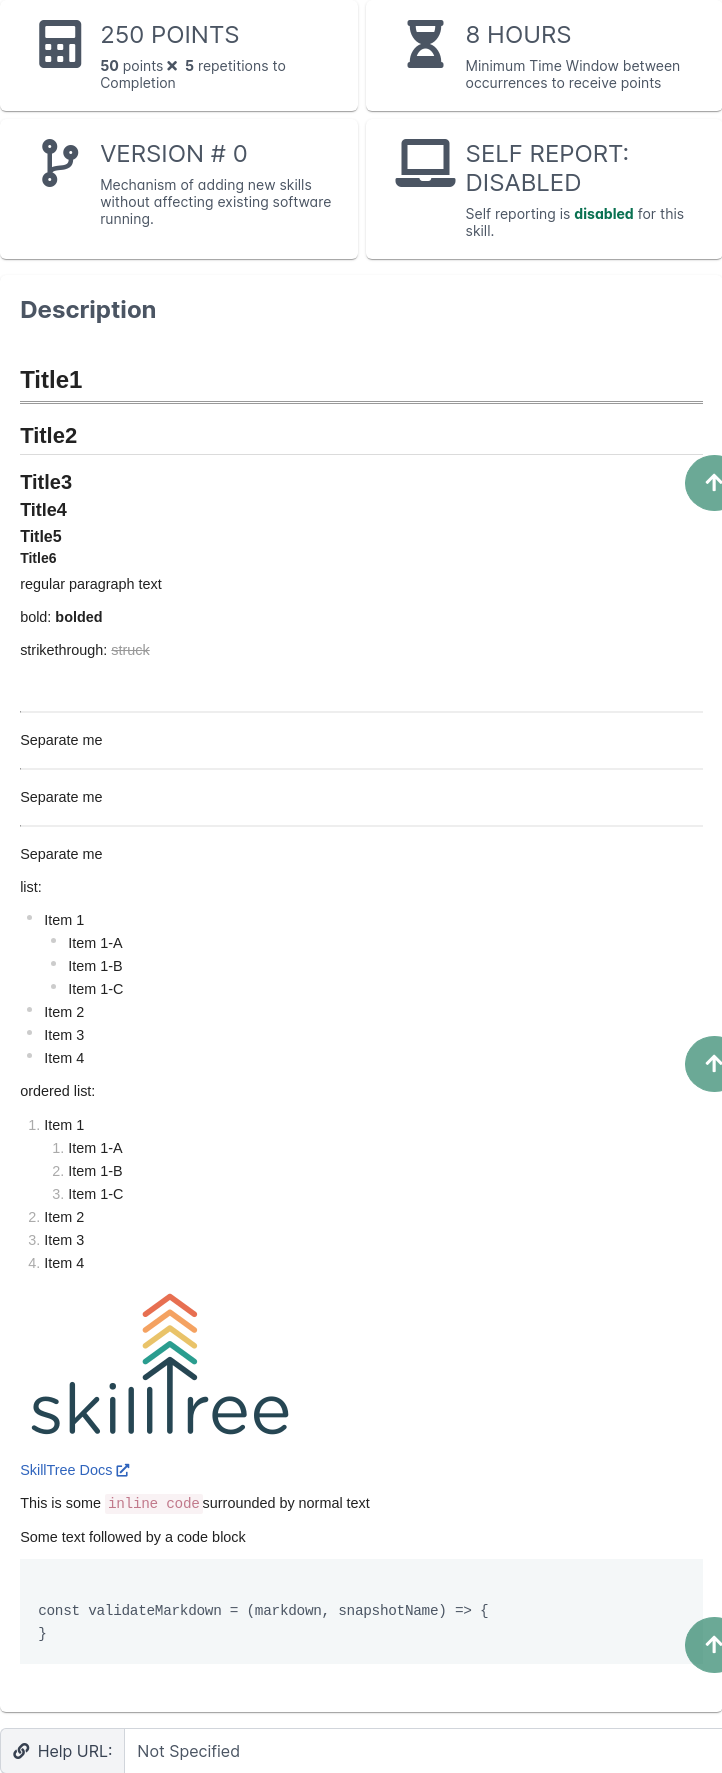 250 POINTS
50 points ✖ 5 repetitions to
Completion
8 HOURS
Minimum Time Window between
occurrences to receive points
VERSION # 0
Mechanism of adding new skills
without affecting existing software
running.
SELF REPORT:
DISABLED
Self reporting is disabled for this
skill.
Description
Title1
Title2
Title3
Title4
Title5
Title6
regular paragraph text
bold: bolded
strikethrough: struck
Separate me
Separate me
Separate me
list:
Item 1
Item 1-A
Item 1-B
Item 1-C
Item 2
Item 3
Item 4
ordered list:
1. Item 1
1. Item 1-A
2. Item 1-B
3. Item 1-C
2. Item 2
3. Item 3
4. Item 4
skillTree
SkillTree Docs
This is some inline code surrounded by normal text
Some text followed by a code block
const validateMarkdown = (markdown, snapshotName) => {
}
Help URL: Not Specified